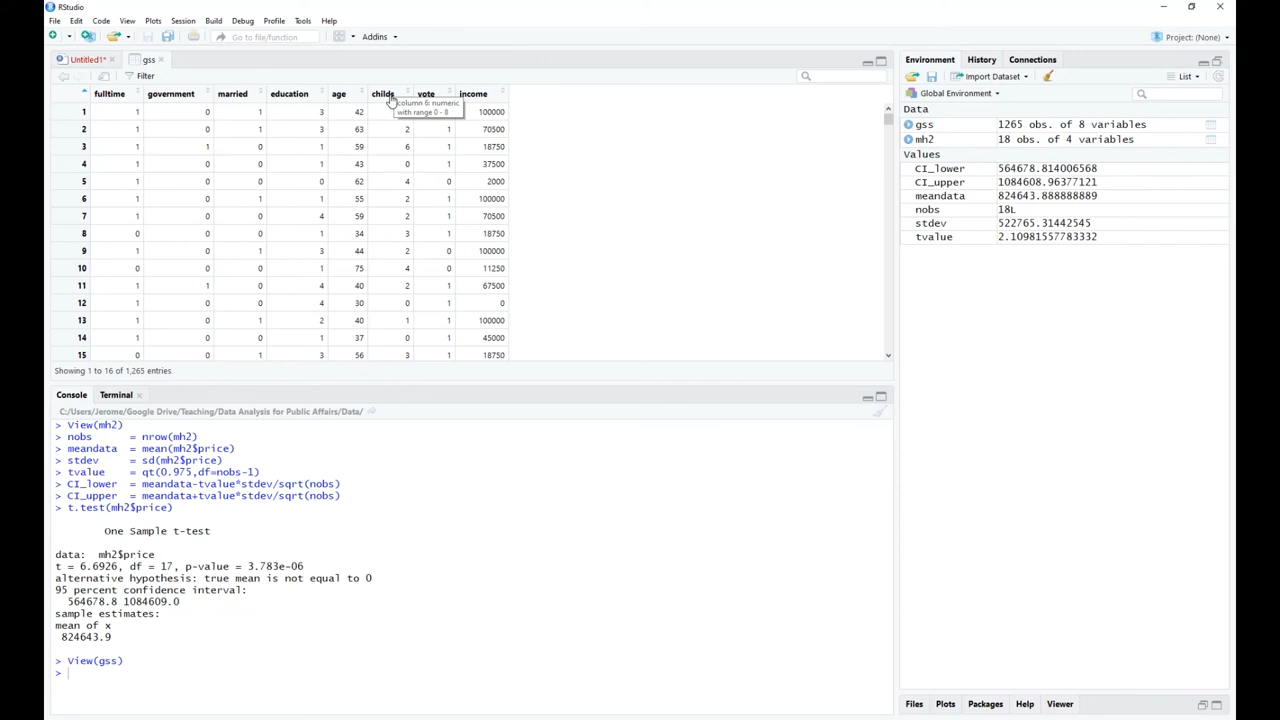 RStudio
File Edit Code View Plots Session Build Debug Profile Tools Help
Go to file/function Addins Project: (None)
Untitled1* gss
Filter
fulltime government married education age childs vote income
column 6: numeric
with range 0 - 8
1 1 0 1 3 42 100000
2 1 0 1 3 63 2 1 70500
3 1 1 0 1 59 6 1 18750
4 1 0 0 1 43 0 1 37500
5 1 0 0 0 62 4 0 2000
6 1 0 1 1 55 2 1 100000
7 1 0 0 4 59 2 1 70500
8 0 0 0 1 34 3 1 18750
9 1 0 1 3 44 2 0 100000
10 0 0 0 1 75 4 0 11250
11 1 1 0 4 40 2 1 67500
12 1 0 0 4 30 0 1 0
13 1 0 1 2 40 1 1 100000
14 1 0 0 1 37 0 1 45000
15 0 0 1 3 56 3 1 18750
Showing 1 to 16 of 1,265 entries
Console Terminal
C:/Users/Jerome/Google Drive/Teaching/Data Analysis for Public Affairs/Data/
> View(mh2)
> nobs = nrow(mh2)
> meandata = mean(mh2$price)
> stdev = sd(mh2$price)
> tvalue = qt(0.975,df=nobs-1)
> CI_lower = meandata-tvalue*stdev/sqrt(nobs)
> CI_upper = meandata+tvalue*stdev/sqrt(nobs)
> t.test(mh2$price)
One Sample t-test
data: mh2$price
t = 6.6926, df = 17, p-value = 3.783e-06
alternative hypothesis: true mean is not equal to 0
95 percent confidence interval:
564678.8 1084609.0
sample estimates:
mean of x
824643.9
> View(gss)
>
Environment History Connections
Import Dataset List
Global Environment
Data
gss 1265 obs. of 8 variables
mh2 18 obs. of 4 variables
Values
CI_lower 564678.814006568
CI_upper 1084608.96377121
meandata 824643.888888889
nobs 18L
stdev 522765.31442545
tvalue 2.10981557783332
Files Plots Packages Help Viewer